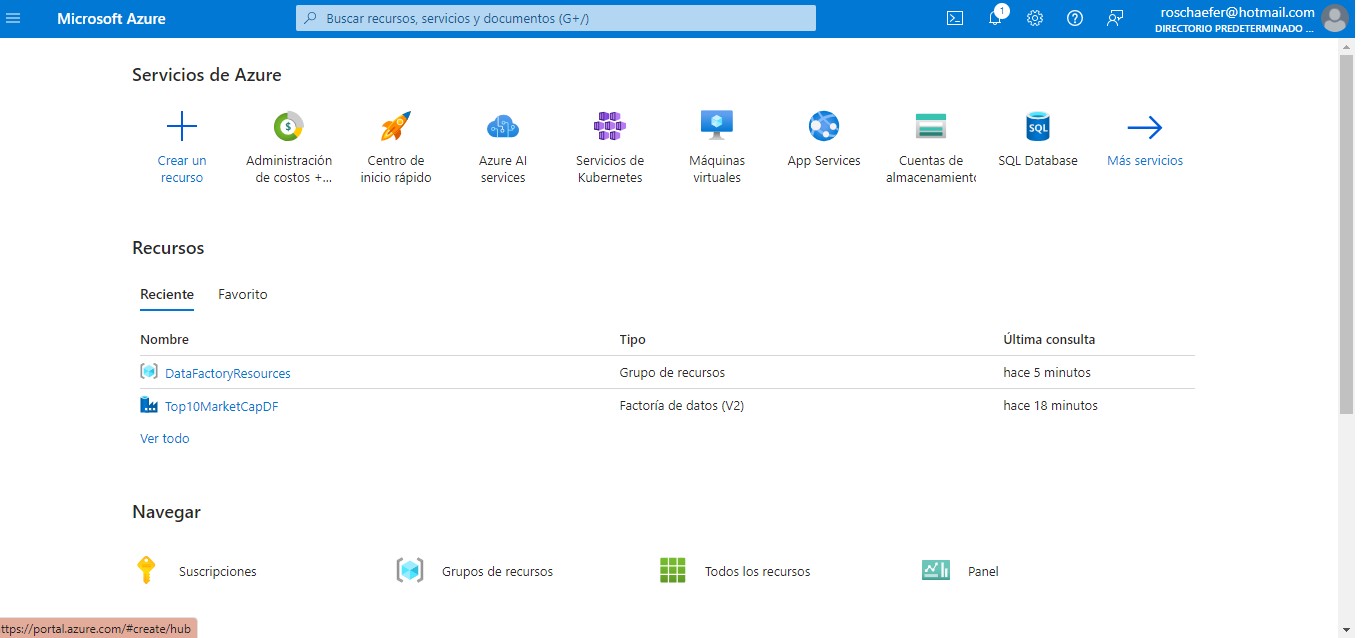 Microsoft Azure
Buscar recursos, servicios y documentos (G+/)
1
roschaefer@hotmail.com
DIRECTORIO PREDETERMINADO ...
Servicios de Azure
Crear un
recurso
Administración
de costos +...
Centro de
inicio rápido
Azure AI
services
Servicios de
Kubernetes
Máquinas
virtuales
App Services
Cuentas de
almacenamiento
SQL
SQL Database
Más servicios
Recursos
Reciente Favorito
Nombre Tipo Última consulta
DataFactoryResources Grupo de recursos hace 5 minutos
Top10MarketCapDF Factoría de datos (V2) hace 18 minutos
Ver todo
Navegar
Suscripciones Grupos de recursos Todos los recursos Panel
ttps://portal.azure.com/#create/hub